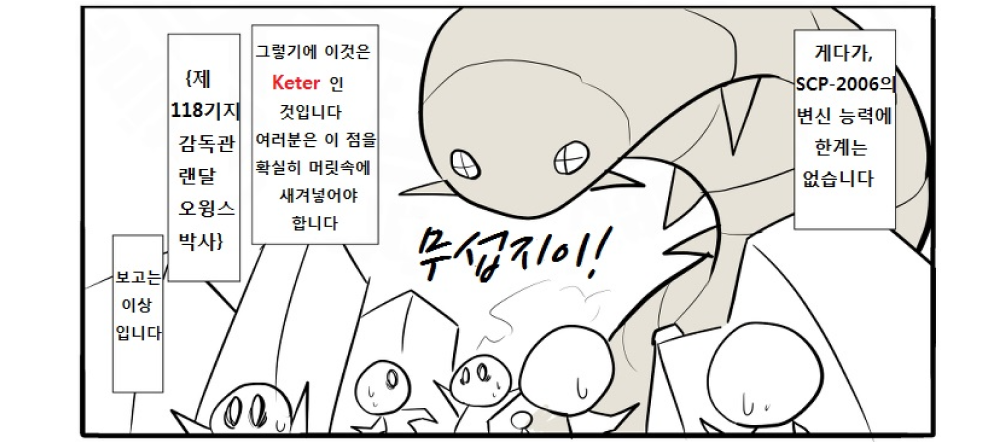 게다가,
SCP-2006의
변신 능력에
한계는
없습니다
무섭지이!
그렇기에 이것은
Keter 인
것입니다
여러분은 이 점을
확실히 머릿속에
새겨넣어야
합니다
{제
118기지
감독관
랜달
오윙스
박사}
보고는
이상
입니다